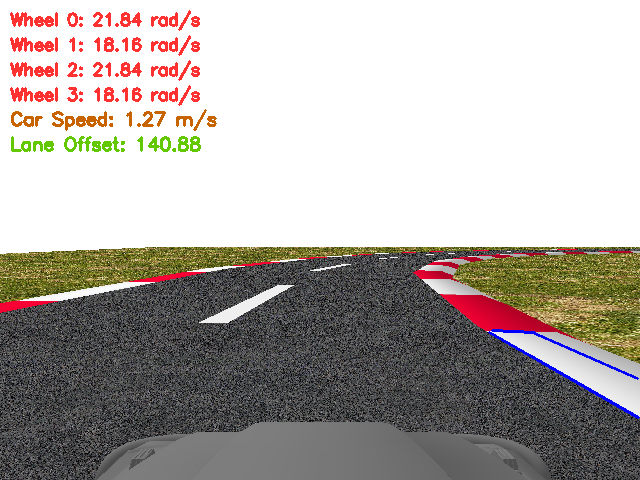 Wheel 0: 21.84 rad/s
Wheel 1: 18.16 rad/s
Wheel 2: 21.84 rad/s
Wheel 3: 18.16 rad/s
Car Speed: 1.27 m/s
Lane Offset: 140.88